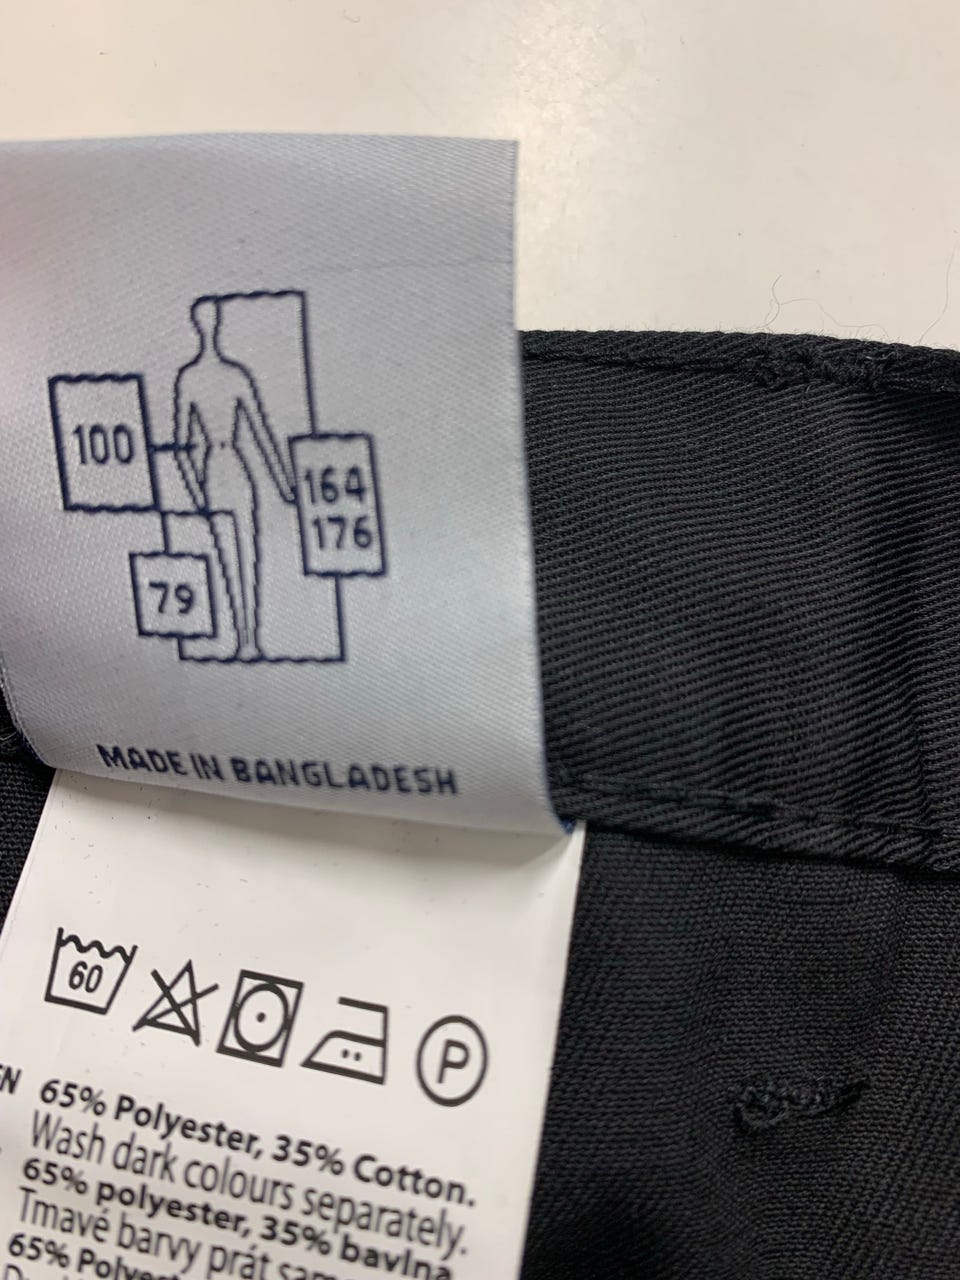 100
164
176
79
MADE IN BANGLADESH
60
P
EN 65% Polyester, 35% Cotton.
Wash dark colours separately.
65% polyester, 35% bavlna
Tmavé barvy prát
65%